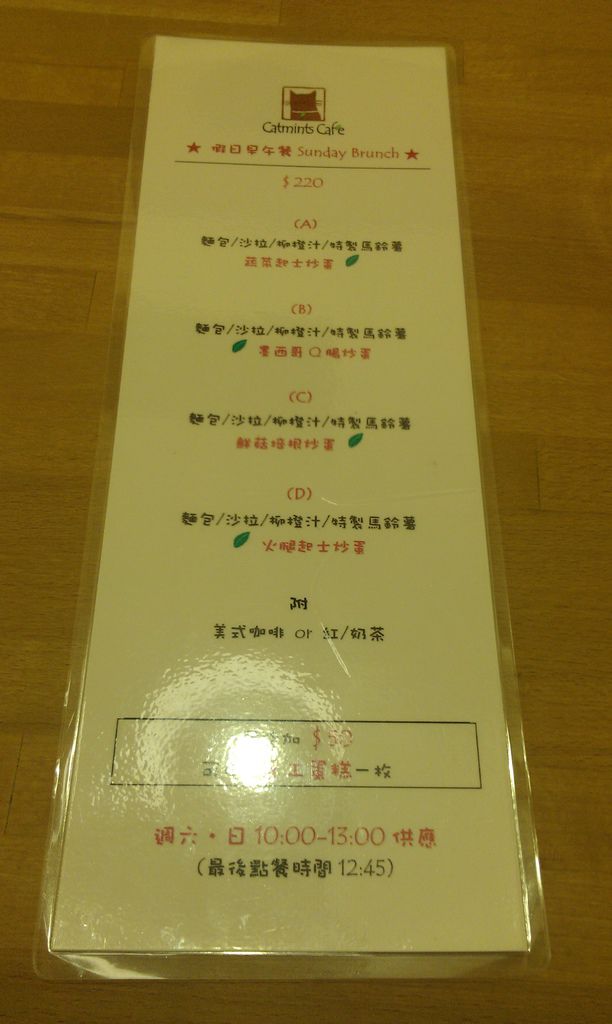 Catmints Cafe
★ 假日早午餐 Sunday Brunch ★
$220
(A)
麵包/沙拉/柳橙汁/特製馬鈴薯
蔬菜起士炒蛋
(B)
麵包/沙拉/柳橙汁/特製馬鈴薯
墨西哥Q腸炒蛋
(C)
麵包/沙拉/柳橙汁/特製馬鈴薯
鮮菇培根炒蛋
(D)
麵包/沙拉/柳橙汁/特製馬鈴薯
火腿起士炒蛋
附
美式咖啡 or 紅/奶茶
加 $50
工蛋糕一枚
週六・日 10:00-13:00 供應
(最後點餐時間 12:45)